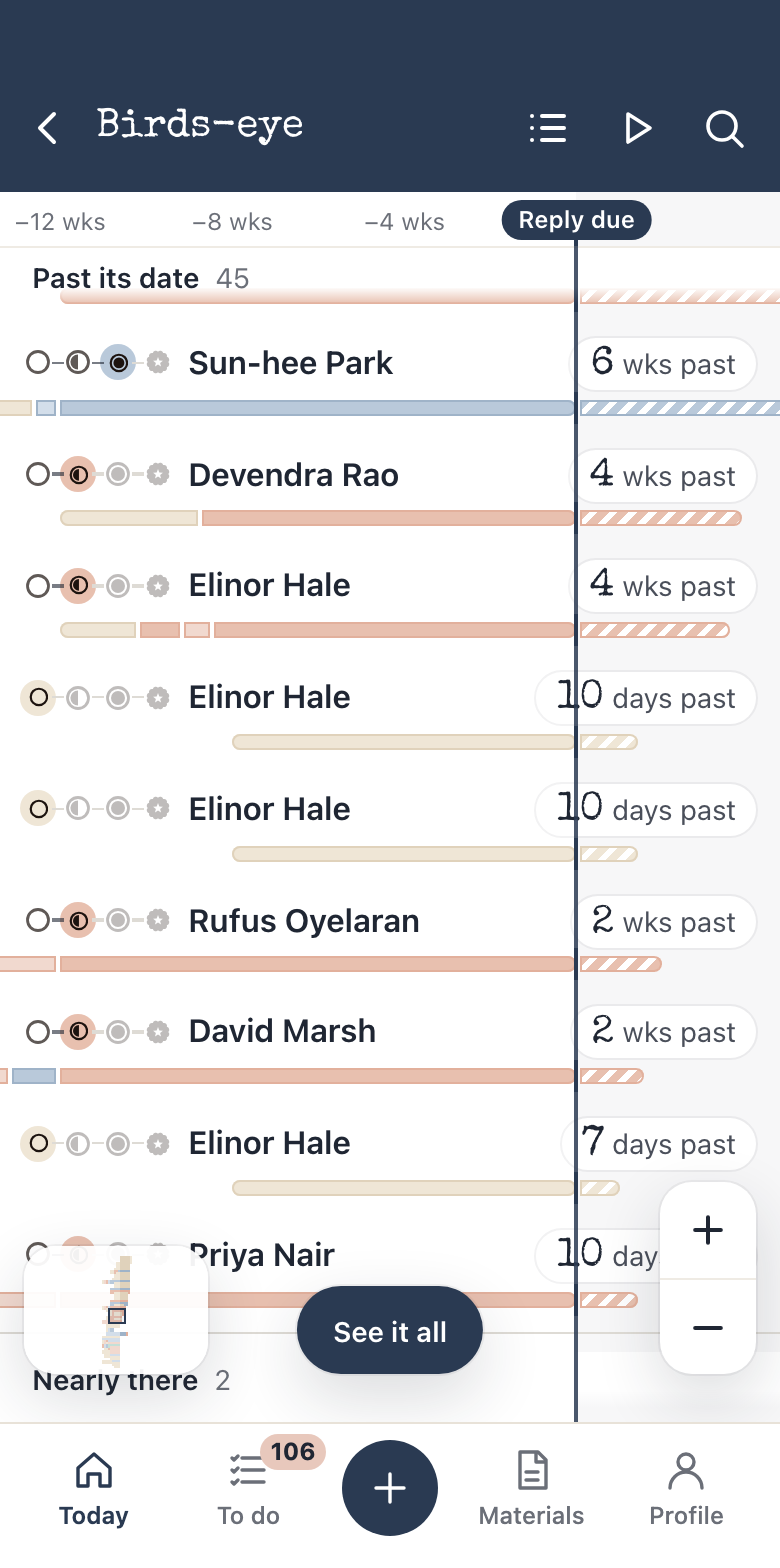 Birds-eye
–12 wks –8 wks –4 wks Reply due
Past its date 45
Sun-hee Park 6 wks past
Devendra Rao 4 wks past
Elinor Hale 4 wks past
Elinor Hale 10 days past
Elinor Hale 10 days past
Rufus Oyelaran 2 wks past
David Marsh 2 wks past
Elinor Hale 7 days past
Priya Nair 10
See it all
Nearly there 2
106
Today To do Materials Profile